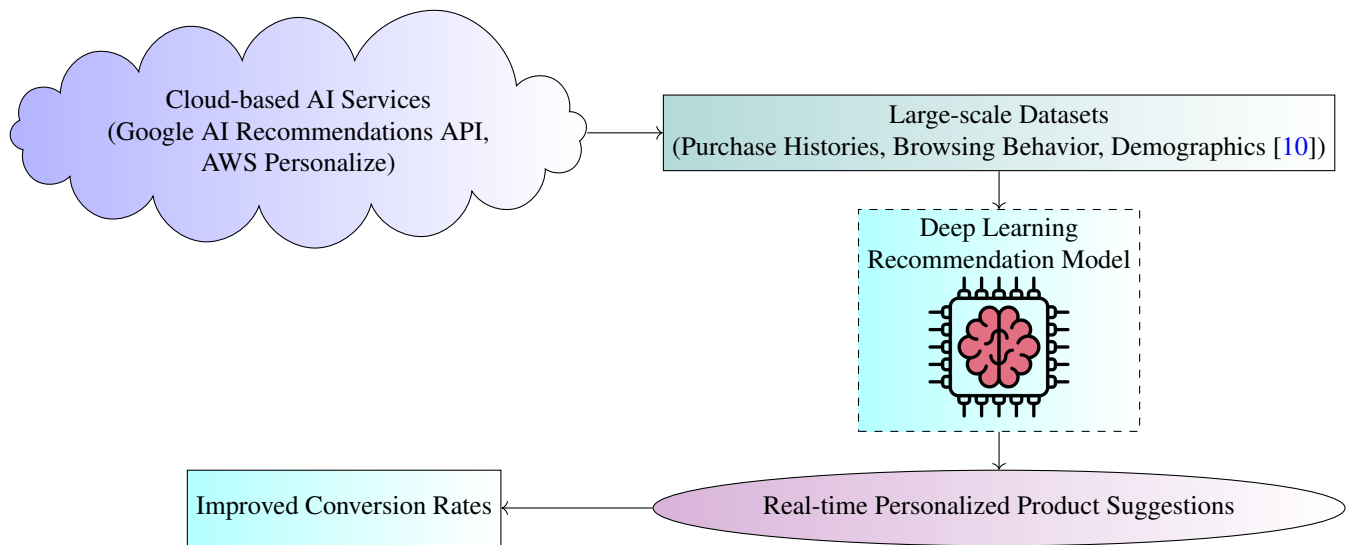 Cloud-based AI Services
(Google AI Recommendations API,
AWS Personalize)
Large-scale Datasets
(Purchase Histories, Browsing Behavior, Demographics [10])
Deep Learning
Recommendation Model
Real-time Personalized Product Suggestions
Improved Conversion Rates